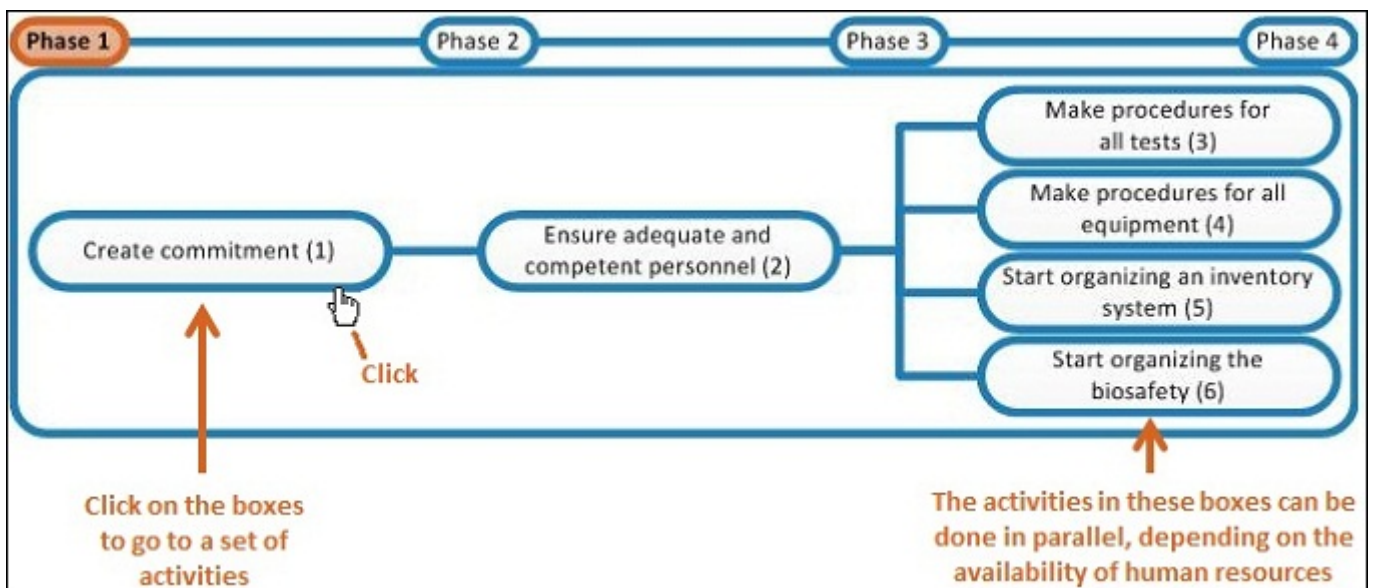 Phase 1
Phase 2
Phase 3
Phase 4
Create commitment (1)
Ensure adequate and
competent personnel (2)
Make procedures for
all tests (3)
Make procedures for all
equipment (4)
Start organizing an inventory
system (5)
Start organizing the
biosafety (6)
Click
Click on the boxes
to go to a set of
activities
The activities in these boxes can be
done in parallel, depending on the
availability of human resources